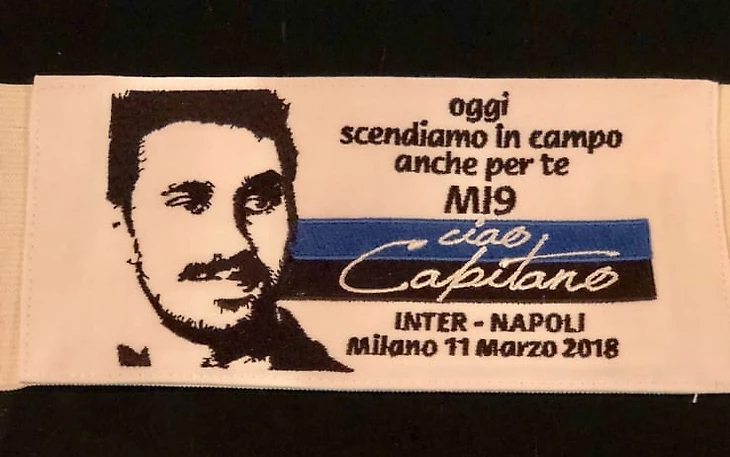 oggi
scendiamo in campo
anche per te
MI9
ciao
Capitano
INTER - NAPOLI
Milano 11 Marzo 2018